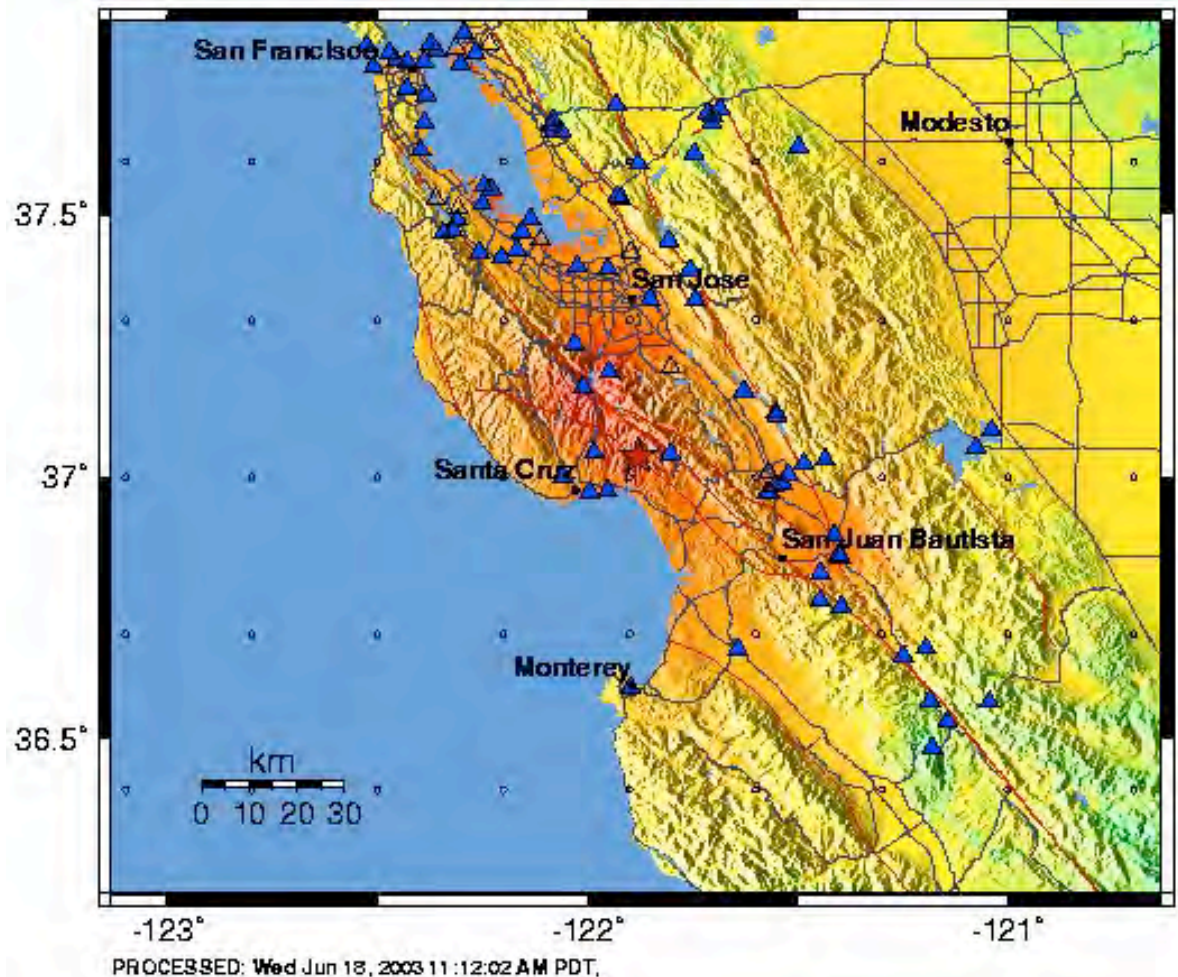 San Francisco
Modesto
37.5°
San Jose
37°
Santa Cruz
San Juan Bautista
Monterey
36.5°
km
0 10 20 30
-123° -122° -121°
PROCESSED: Wed Jun 18, 2003 11:12:02 AM PDT,